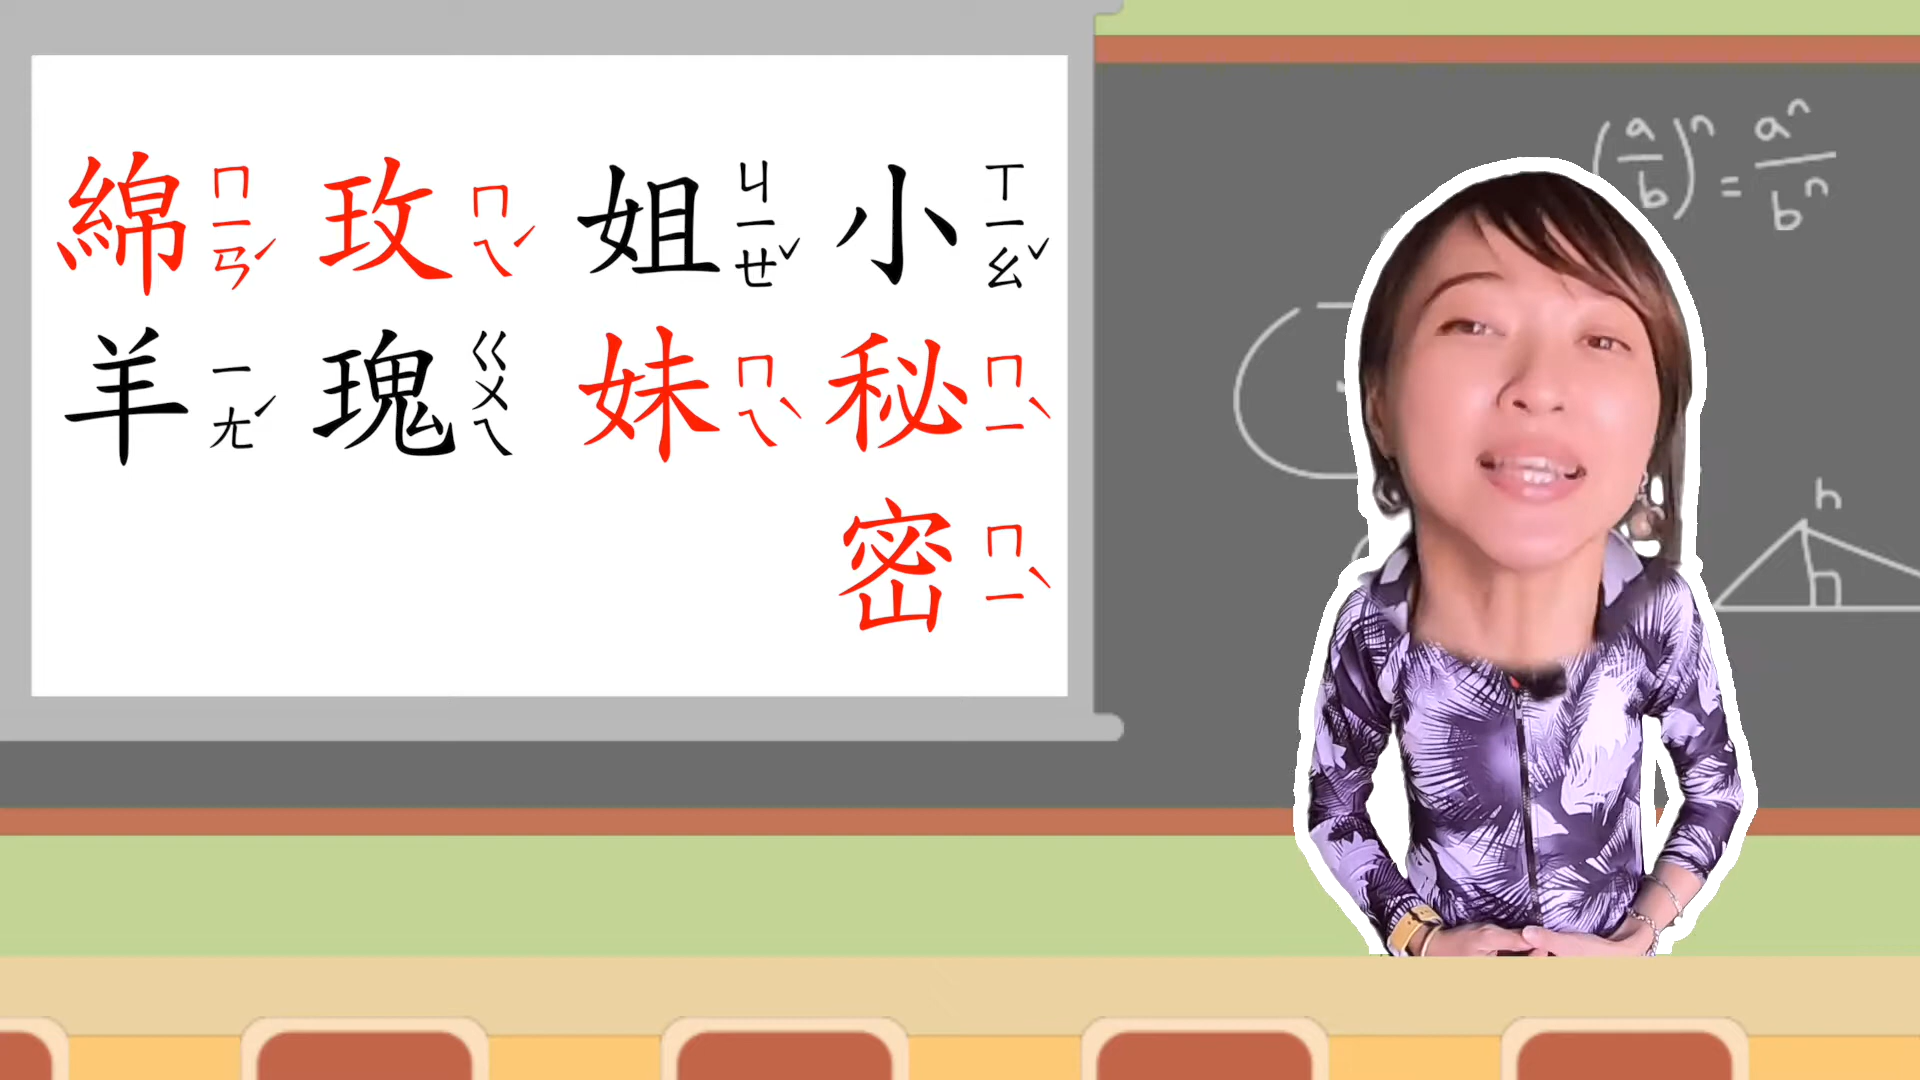 小ㄒㄧㄠˇ秘ㄇㄧˋ密ㄇㄧˋ
姐ㄐㄧㄝˇ妹ㄇㄟˋ
玫ㄇㄟˊ瑰ㄍㄨㄟ
綿ㄇㄧㄢˊ羊ㄧㄤˊ
(a/b)ⁿ = aⁿ/bⁿ
h